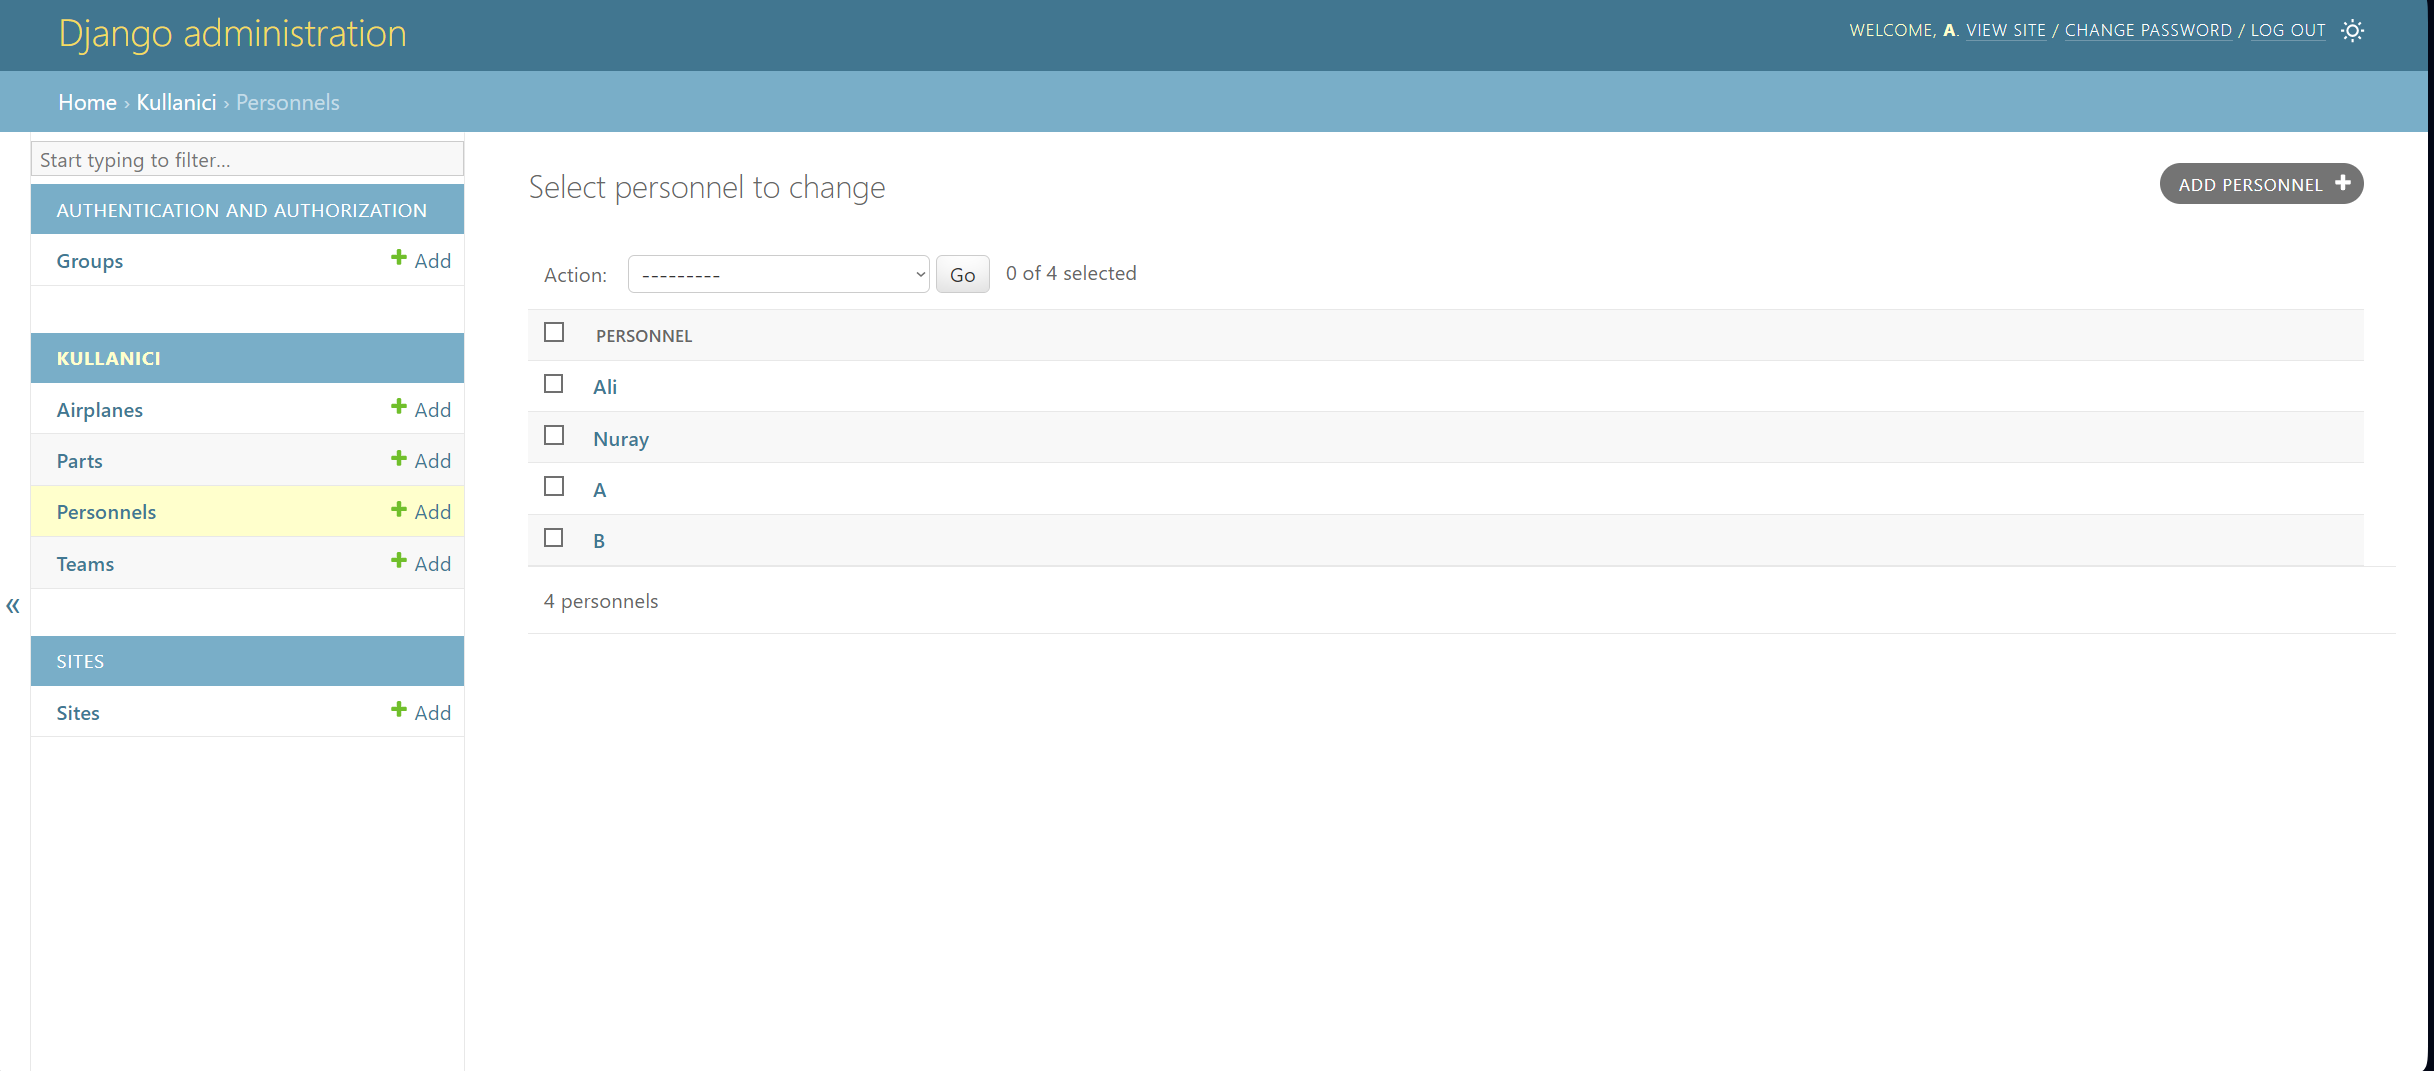 Django administration
WELCOME, A. VIEW SITE / CHANGE PASSWORD / LOG OUT
Home › Kullanici › Personnels
Start typing to filter...
AUTHENTICATION AND AUTHORIZATION
Groups + Add
KULLANICI
Airplanes + Add
Parts + Add
Personnels + Add
Teams + Add
«
SITES
Sites + Add
Select personnel to change
ADD PERSONNEL +
Action: --------- Go 0 of 4 selected
PERSONNEL
Ali
Nuray
A
B
4 personnels